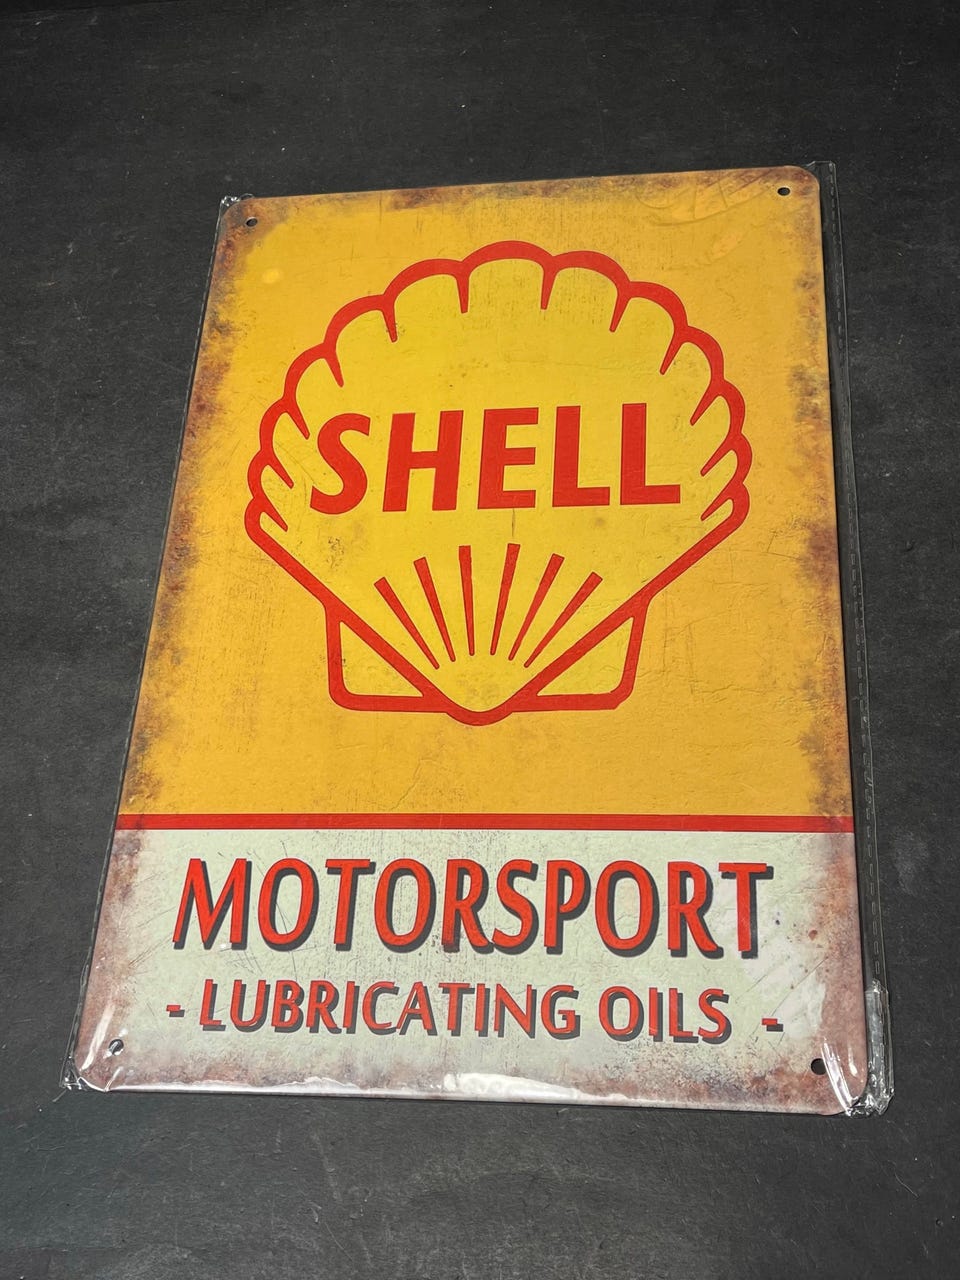 SHELL
MOTORSPORT
- LUBRICATING OILS -